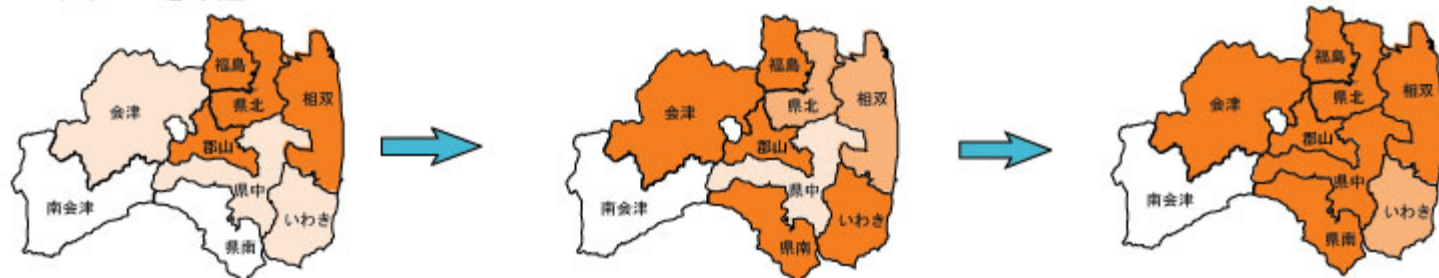 福島
県北
相双
会津
郡山
県中
南会津
いわき
県南
福島
県北
相双
会津
郡山
県中
南会津
いわき
県南
福島
県北
相双
会津
郡山
県中
南会津
いわき
県南